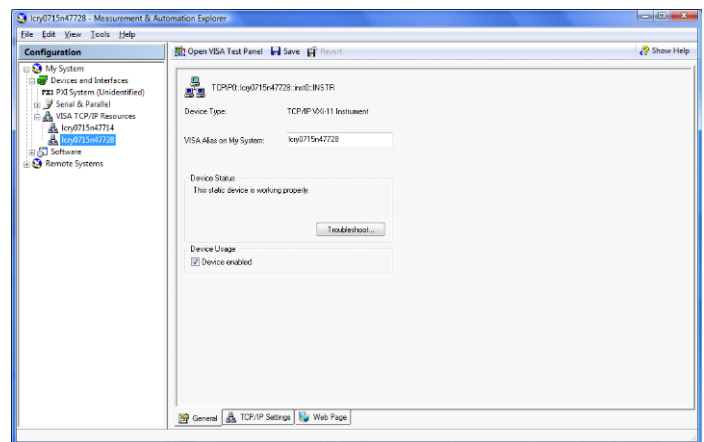 lcry0715n47728 - Measurement & Automation Explorer
File Edit View Tools Help
Configuration
Open VISA Test Panel Save Revert Show Help
My System
Devices and Interfaces
PXI PXI System (Unidentified)
Serial & Parallel
VISA TCP/IP Resources
lcry0715n47714
lcry0715n47728
Software
Remote Systems
TCPIP0::lcry0715n47728::inst0::INSTR
Device Type: TCP/IP VXI-11 Instrument
VISA Alias on My System: lcry0715n47728
Device Status
This static device is working properly.
Troubleshoot...
Device Usage
Device enabled
General TCP/IP Settings Web Page